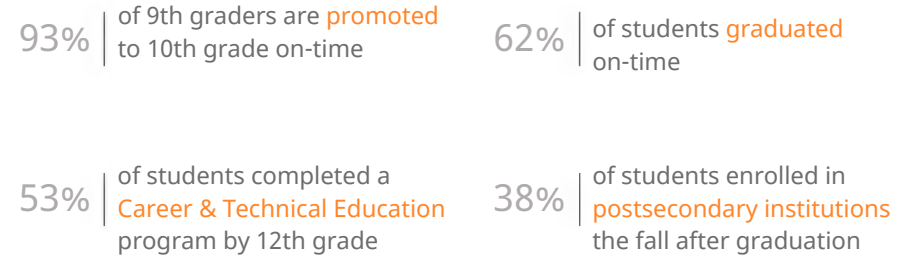 93%
of 9th graders are promoted
to 10th grade on-time
62%
of students graduated
on-time
53%
of students completed a
Career & Technical Education
program by 12th grade
38%
of students enrolled in
postsecondary institutions
the fall after graduation